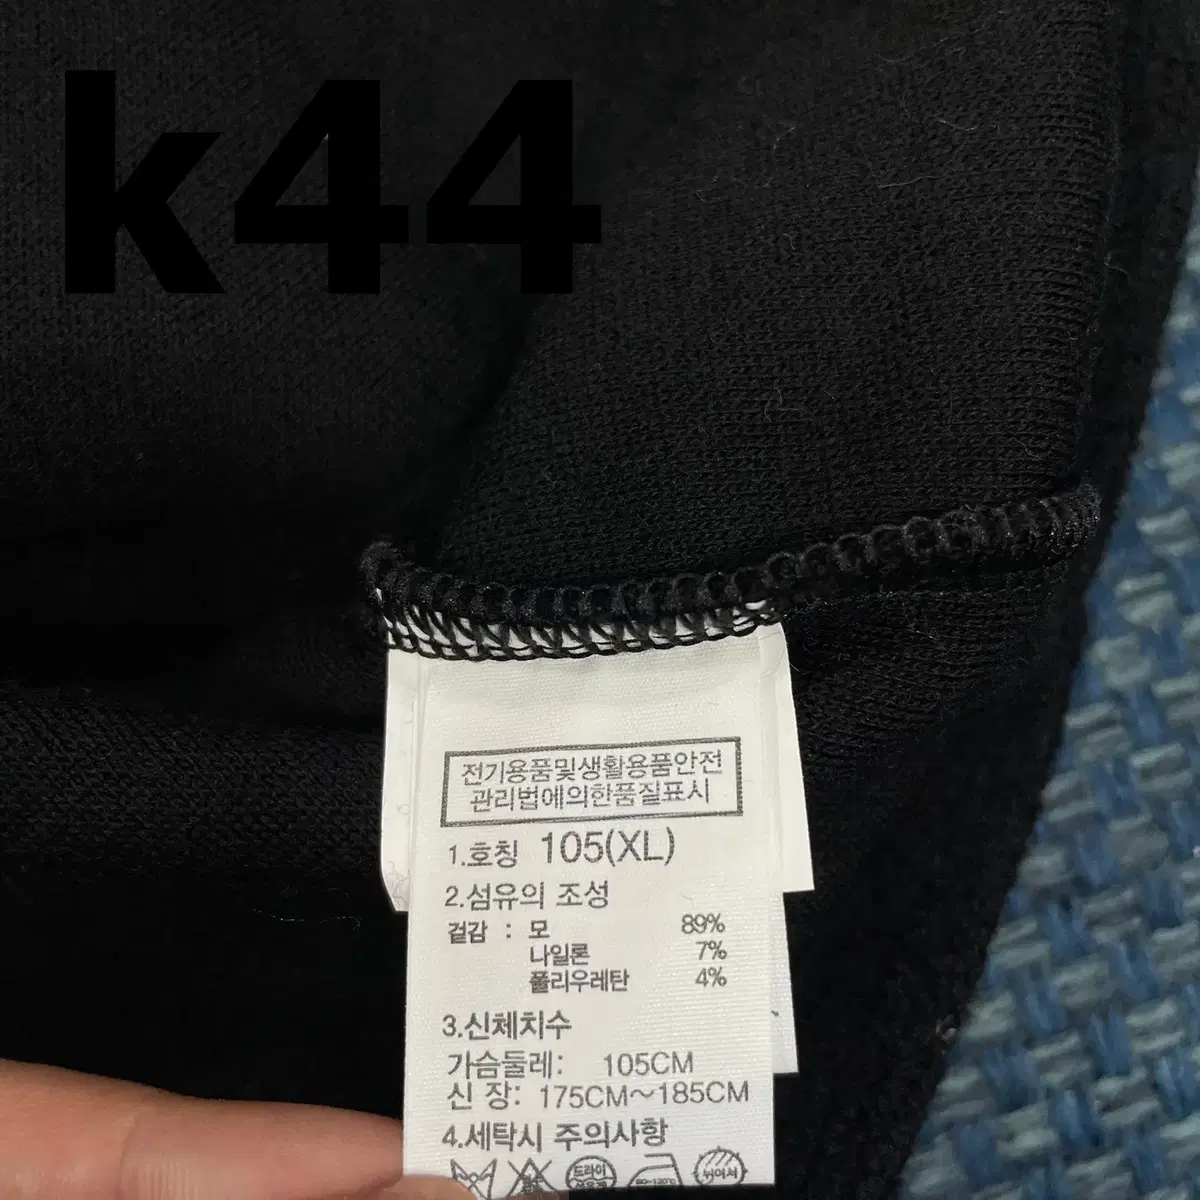 k44
전기용품및생활용품안전
관리법에의한품질표시
1.호칭 105(XL)
2.섬유의 조성
겉감 : 모 89%
나일론 7%
폴리우레탄 4%
3.신체치수
가슴둘레: 105CM
신 장: 175CM~185CM
4.세탁시 주의사항
드라이